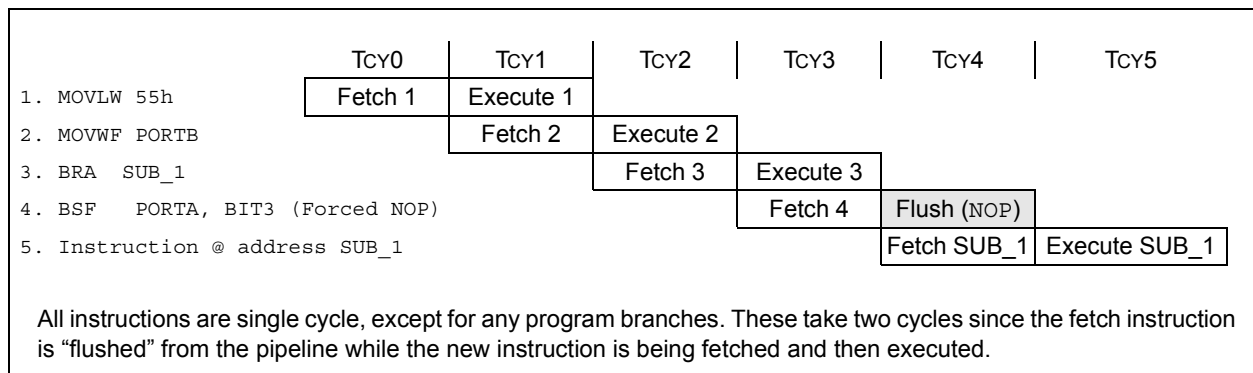 TCY0 TCY1 TCY2 TCY3 TCY4 TCY5
1. MOVLW 55h Fetch 1 Execute 1
2. MOVWF PORTB Fetch 2 Execute 2
3. BRA SUB_1 Fetch 3 Execute 3
4. BSF PORTA, BIT3 (Forced NOP) Fetch 4 Flush (NOP)
5. Instruction @ address SUB_1 Fetch SUB_1 Execute SUB_1
All instructions are single cycle, except for any program branches. These take two cycles since the fetch instruction
is “flushed” from the pipeline while the new instruction is being fetched and then executed.